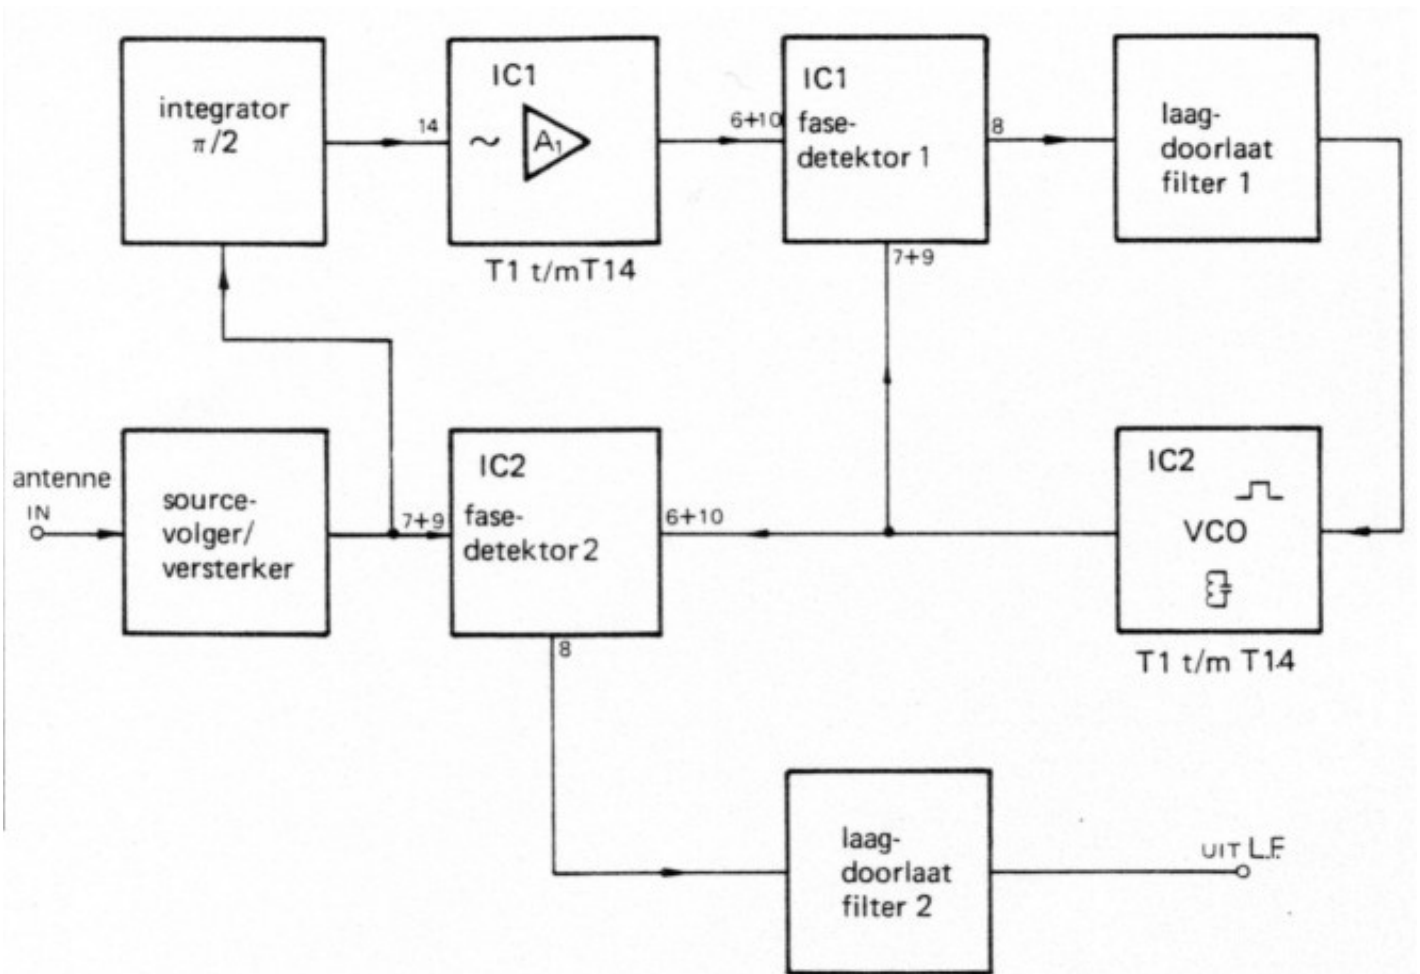 integrator
π/2
14
IC1
~ A₁
T1 t/mT14
6+10
IC1
fase-
detektor 1
8
7+9
laag-
doorlaat
filter 1
antenne
IN
source-
volger/
versterker
7+9
IC2
fase-
detektor 2
6+10
8
IC2
VCO
T1 t/m T14
laag-
doorlaat
filter 2
UIT L.F.